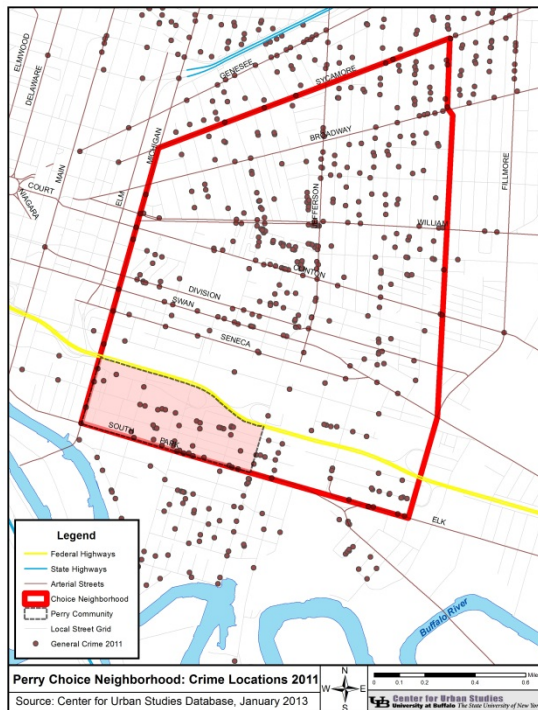 ELMWOOD
DELAWARE
GENESEE
SYCAMORE
BROADWAY
MICHIGAN
MAIN
ELM
COURT
NIAGARA
JEFFERSON
WILLIAM
FILLMORE
CLINTON
DIVISION
SWAN
SENECA
SOUTH PARK
ELK
Buffalo River
Legend
Federal Highways
State Highways
Arterial Streets
Choice Neighborhood
Perry Community
Local Street Grid
General Crime 2011
Perry Choice Neighborhood: Crime Locations 2011
Source: Center for Urban Studies Database, January 2013
N
W E
S
0 0.2 0.4 0.6
UB Center for Urban Studies
University at Buffalo The State University of New York